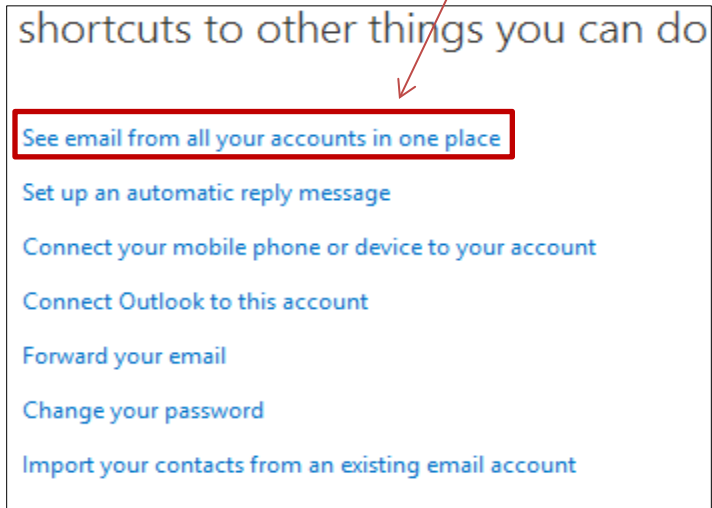 shortcuts to other things you can do
See email from all your accounts in one place
Set up an automatic reply message
Connect your mobile phone or device to your account
Connect Outlook to this account
Forward your email
Change your password
Import your contacts from an existing email account